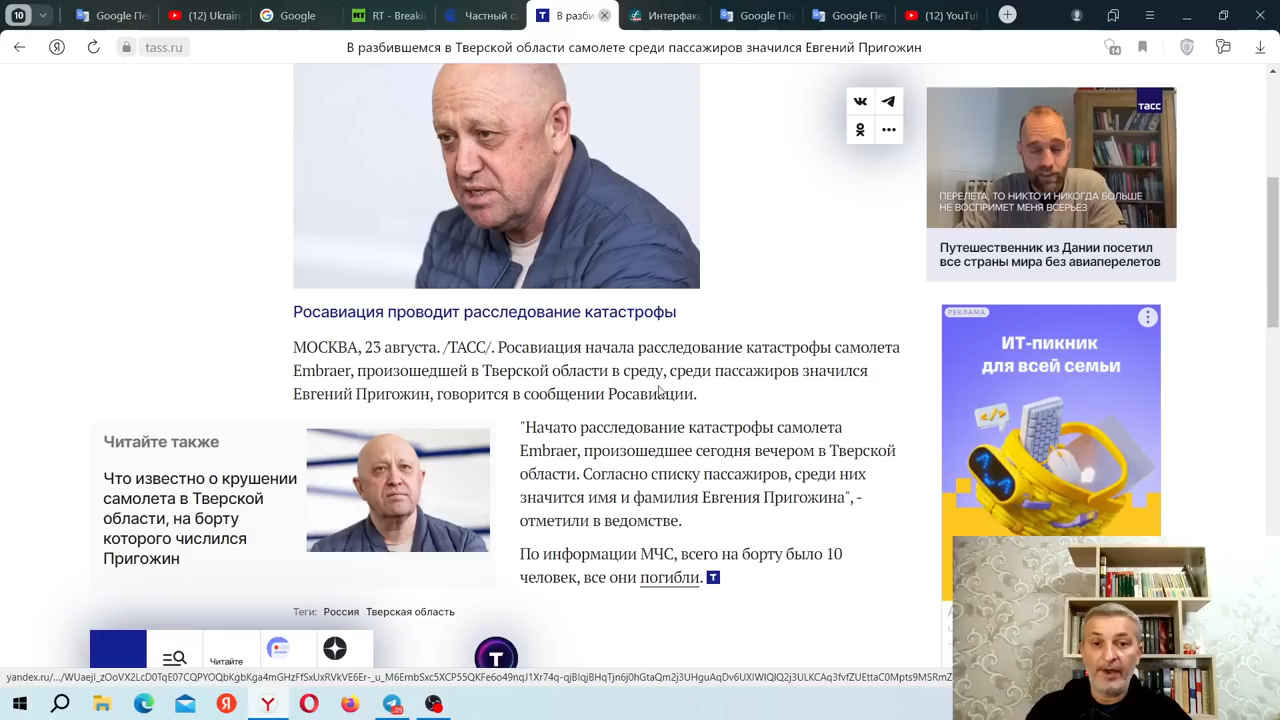 10
(12) Ukrai
Google Пе
RT - Breaki
Частный с
В разби
Интерфакс
Google Пе
Google Пе
(12) YouTu
tass.ru
В разбившемся в Тверской области самолете среди пассажиров значился Евгений Пригожин
14
ТАСС
ПЕРЕЛЕТА, ТО НИКТО И НИКОГДА БОЛЬШЕ
НЕ ВОСПРИМЕТ МЕНЯ ВСЕРЬЕЗ
Путешественник из Дании посетил
все страны мира без авиаперелетов
Росавиация проводит расследование катастрофы
МОСКВА, 23 августа. /ТАСС/. Росавиация начала расследование катастрофы самолета
Embraer, произошедшей в Тверской области в среду, среди пассажиров значился
Евгений Пригожин, говорится в сообщении Росавиации.
Читайте также
Что известно о крушении
самолета в Тверской
области, на борту
которого числился
Пригожин
"Начато расследование катастрофы самолета
Embraer, произошедшее сегодня вечером в Тверской
области. Согласно списку пассажиров, среди них
значится имя и фамилия Евгения Пригожина", -
отметили в ведомстве.
По информации МЧС, всего на борту было 10
человек, все они погибли.
Теги: Россия Тверская область
РЕКЛАМА
ИТ-пикник
для всей семьи
Читайте